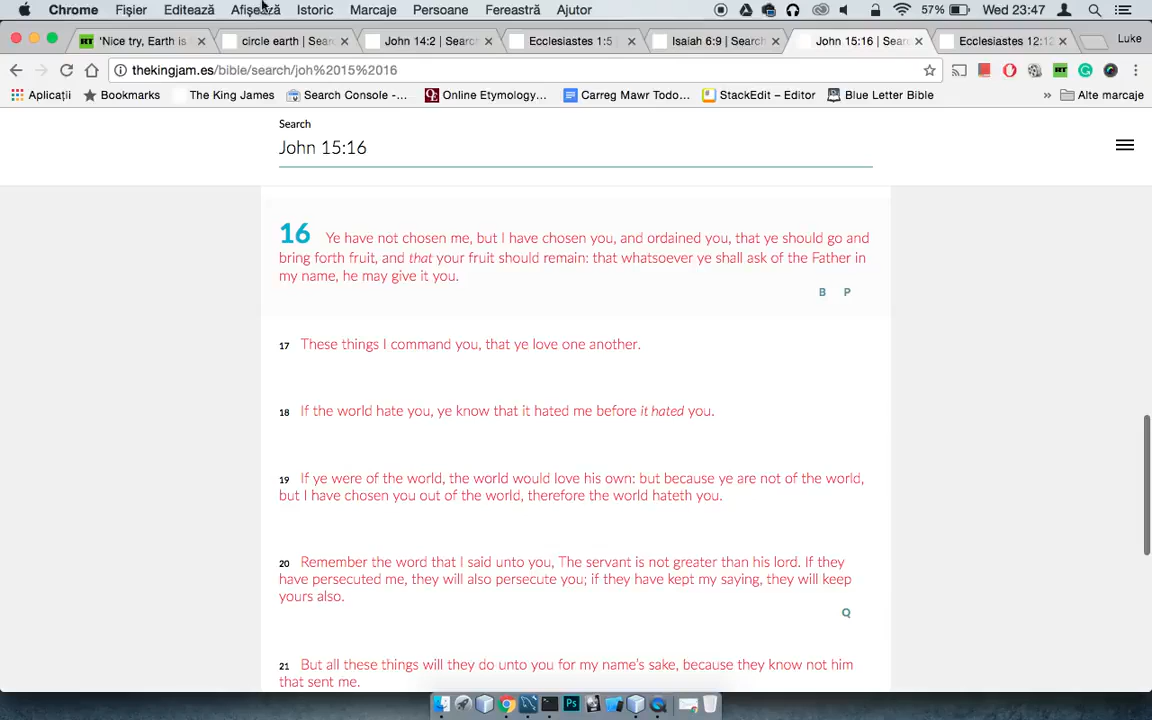 Chrome Fișier Editează Afișează Istoric Marcaje Persoane Fereastră Ajutor 57% Wed 23:47
'Nice try, Earth is circle earth | Sear John 14:2 | Search Ecclesiastes 1:5 Isaiah 6:9 | Search John 15:16 | Sear Ecclesiastes 12:12 Luke
thekingjam.es/bible/search/joh%2015%2016
Aplicații Bookmarks The King James Search Console -... Online Etymology... Carreg Mawr Todo... StackEdit – Editor Blue Letter Bible » Alte marcaje
Search
John 15:16
16 Ye have not chosen me, but I have chosen you, and ordained you, that ye should go and
bring forth fruit, and that your fruit should remain: that whatsoever ye shall ask of the Father in
my name, he may give it you.
B P
17 These things I command you, that ye love one another.
18 If the world hate you, ye know that it hated me before it hated you.
19 If ye were of the world, the world would love his own: but because ye are not of the world,
but I have chosen you out of the world, therefore the world hateth you.
20 Remember the word that I said unto you, The servant is not greater than his lord. If they
have persecuted me, they will also persecute you; if they have kept my saying, they will keep
yours also.
Q
21 But all these things will they do unto you for my name's sake, because they know not him
that sent me.